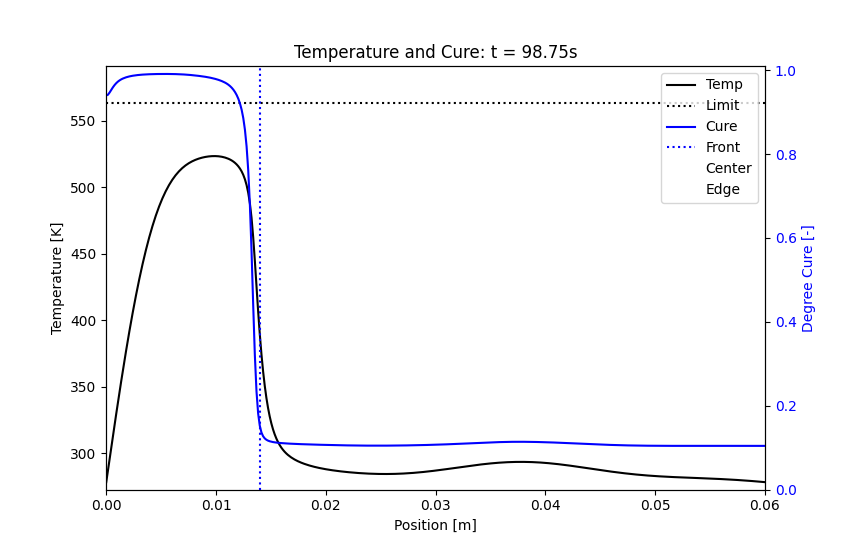 Temperature and Cure: t = 98.75s
Temp
Limit
Cure
Front
Center
Edge
550
500
450
400
350
300
Temperature [K]
1.0
0.8
0.6
0.4
0.2
0.0
Degree Cure [-]
0.00 0.01 0.02 0.03 0.04 0.05 0.06
Position [m]